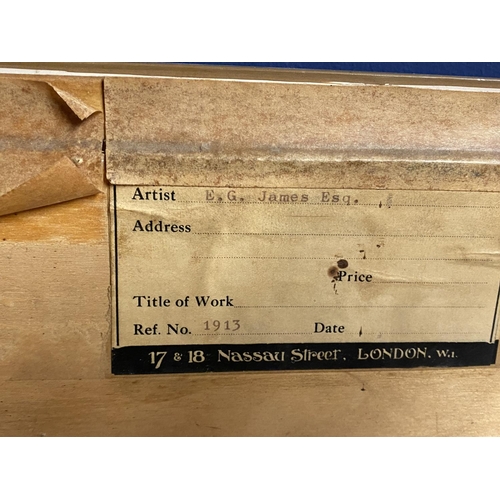 Artist E.G. James Esq.
Address
Price
Title of Work
Ref. No. 1913 Date
17 & 18 Nassau Street, LONDON. W.1.